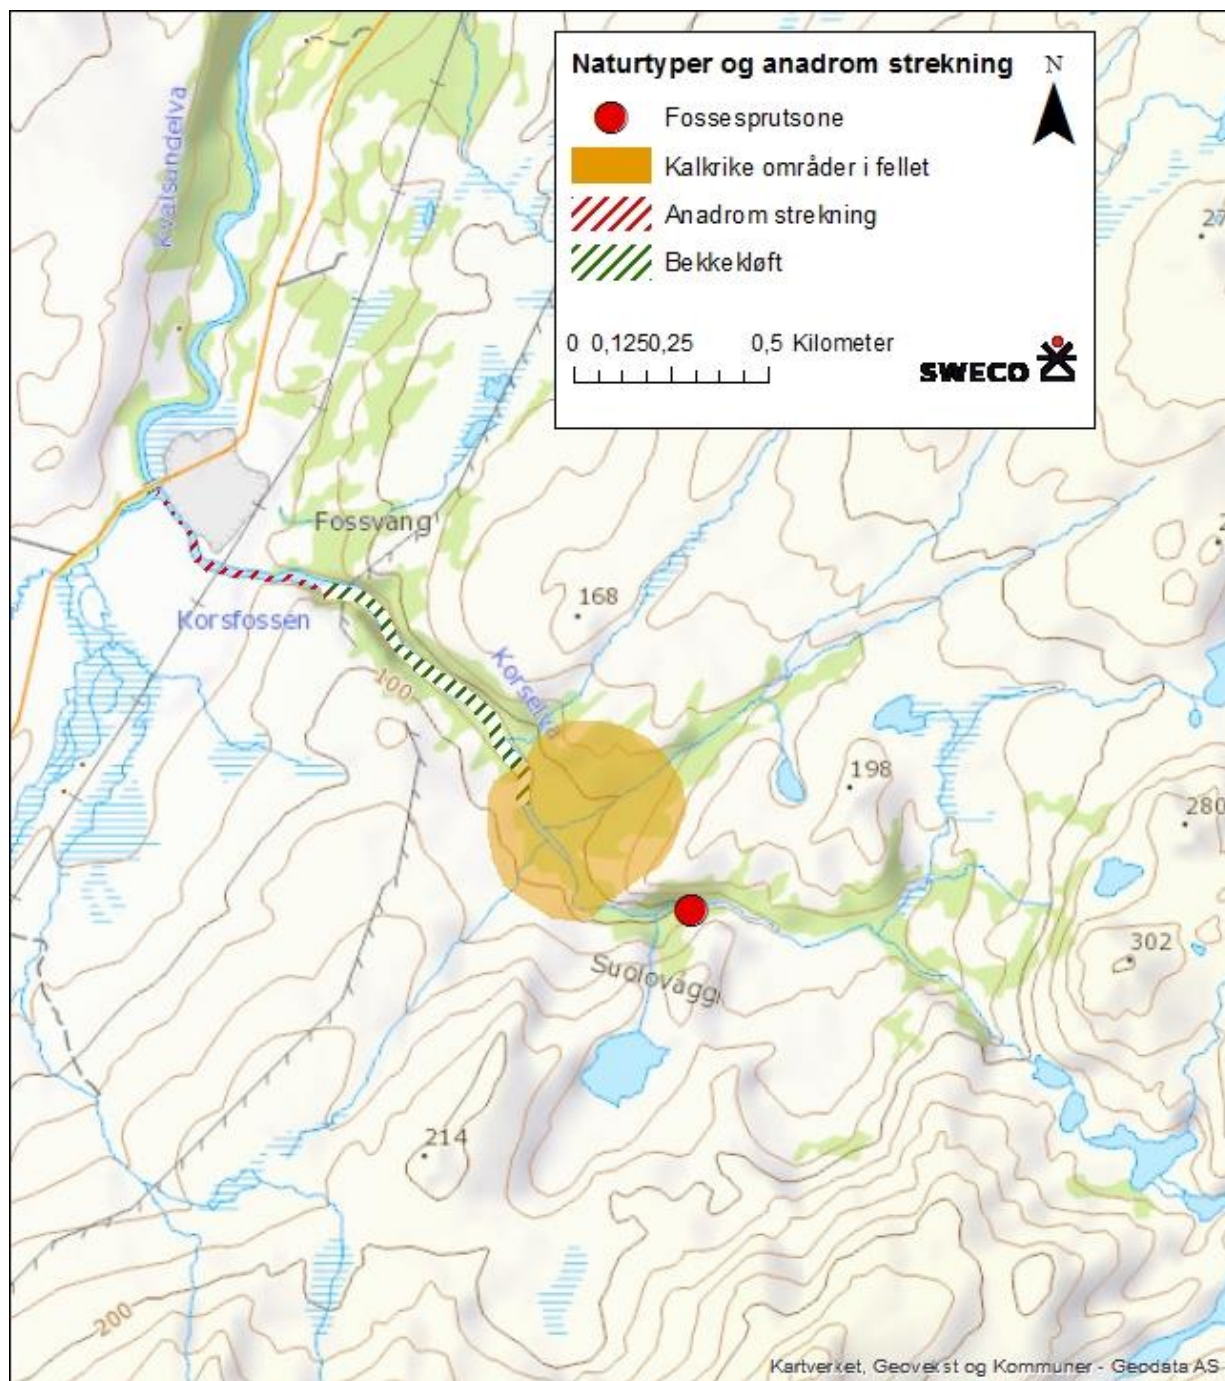 Naturtyper og anadrom strekning
N
Fossesprutsone
Kalkrike områder i fellet
Anadrom strekning
Bekkekløft
0 0,1250,25 0,5 Kilometer
SWECO
Kvalsundelva
Fossvang
168
Korsfossen
100
Korselva
198
280
302
Suolovaggi
214
200
Kartverket, Geovekst og Kommuner - Geodata AS